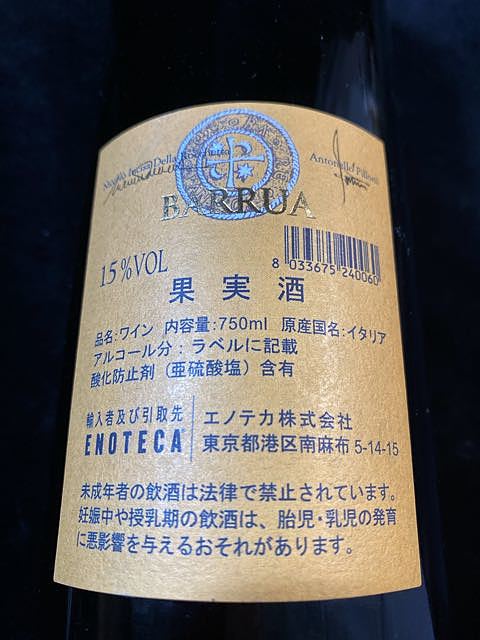 BARRUA
15%VOL
8 033675 240060
果実酒
品名:ワイン 内容量:750ml 原産国名:イタリア
アルコール分:ラベルに記載
酸化防止剤(亜硫酸塩)含有
輸入者及び引取先
ENOTECA
エノテカ株式会社
東京都港区南麻布 5-14-15
未成年者の飲酒は法律で禁止されています。
妊娠中や授乳期の飲酒は、胎児・乳児の発育
に悪影響を与えるおそれがあります。